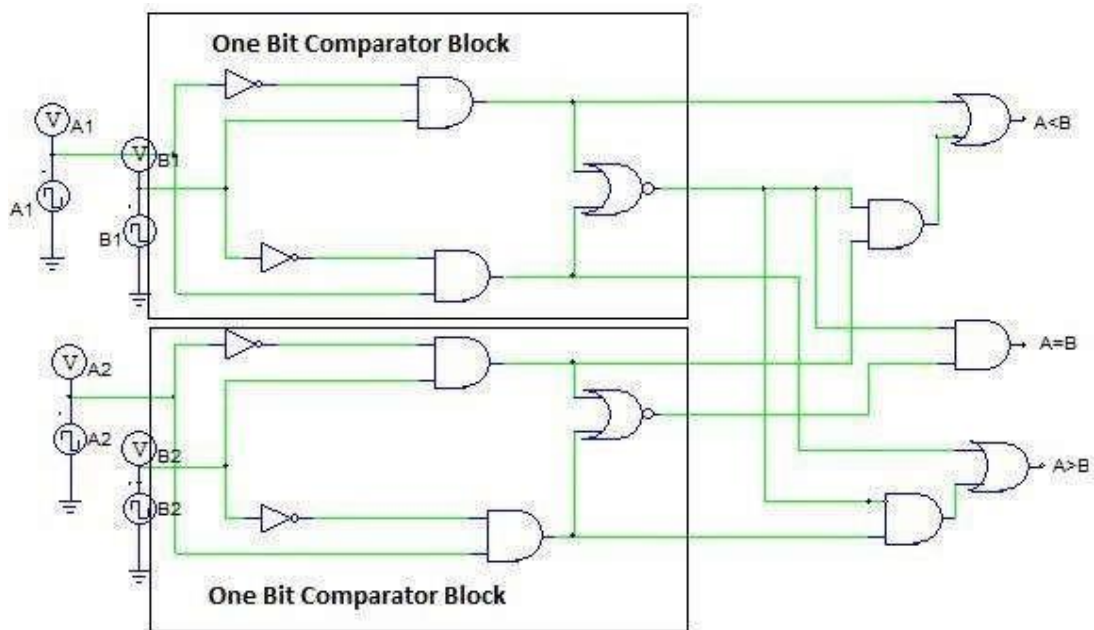 One Bit Comparator Block
V
A1
A<B
V
B1
A1
B1
V
A2
A=B
A2
V
B2
A>B
B2
One Bit Comparator Block